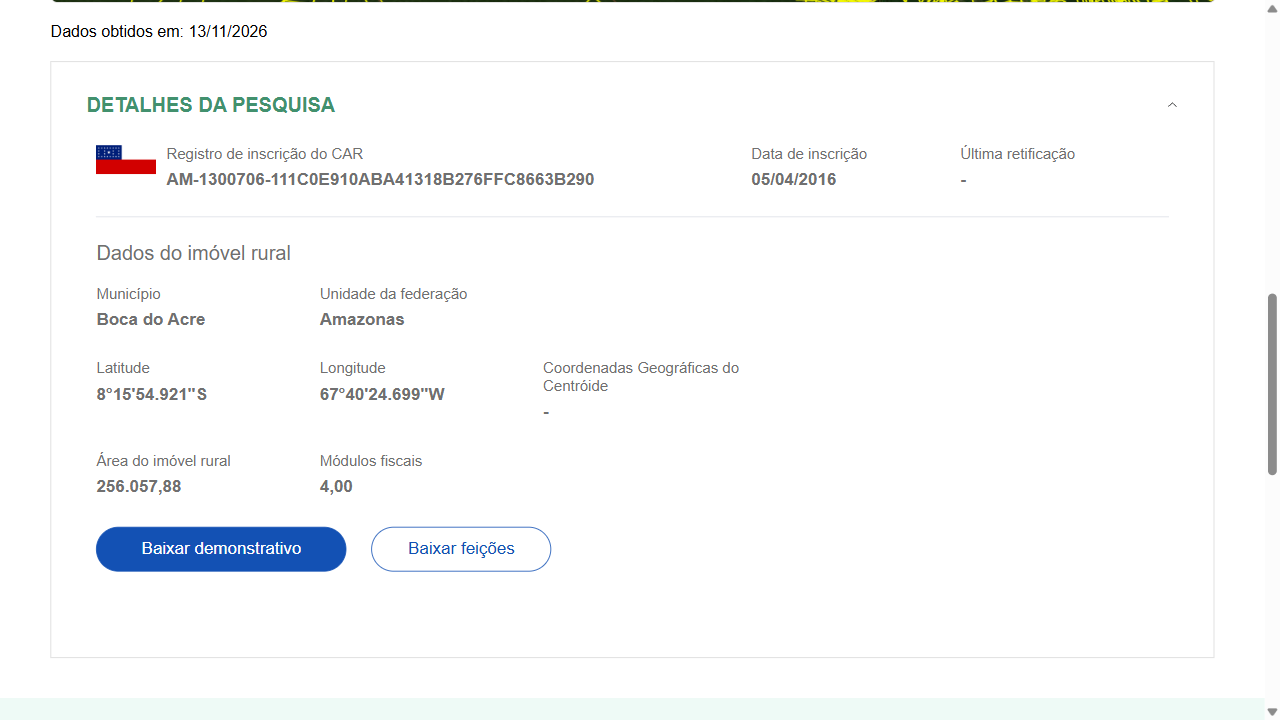 Dados obtidos em: 13/11/2026
DETALHES DA PESQUISA
Registro de inscrição do CAR
AM-1300706-111C0E910ABA41318B276FFC8663B290
Data de inscrição
05/04/2016
Última retificação
-
Dados do imóvel rural
Município
Boca do Acre
Unidade da federação
Amazonas
Latitude
8°15'54.921"S
Longitude
67°40'24.699"W
Coordenadas Geográficas do
Centróide
-
Área do imóvel rural
256.057,88
Módulos fiscais
4,00
Baixar demonstrativo
Baixar feições